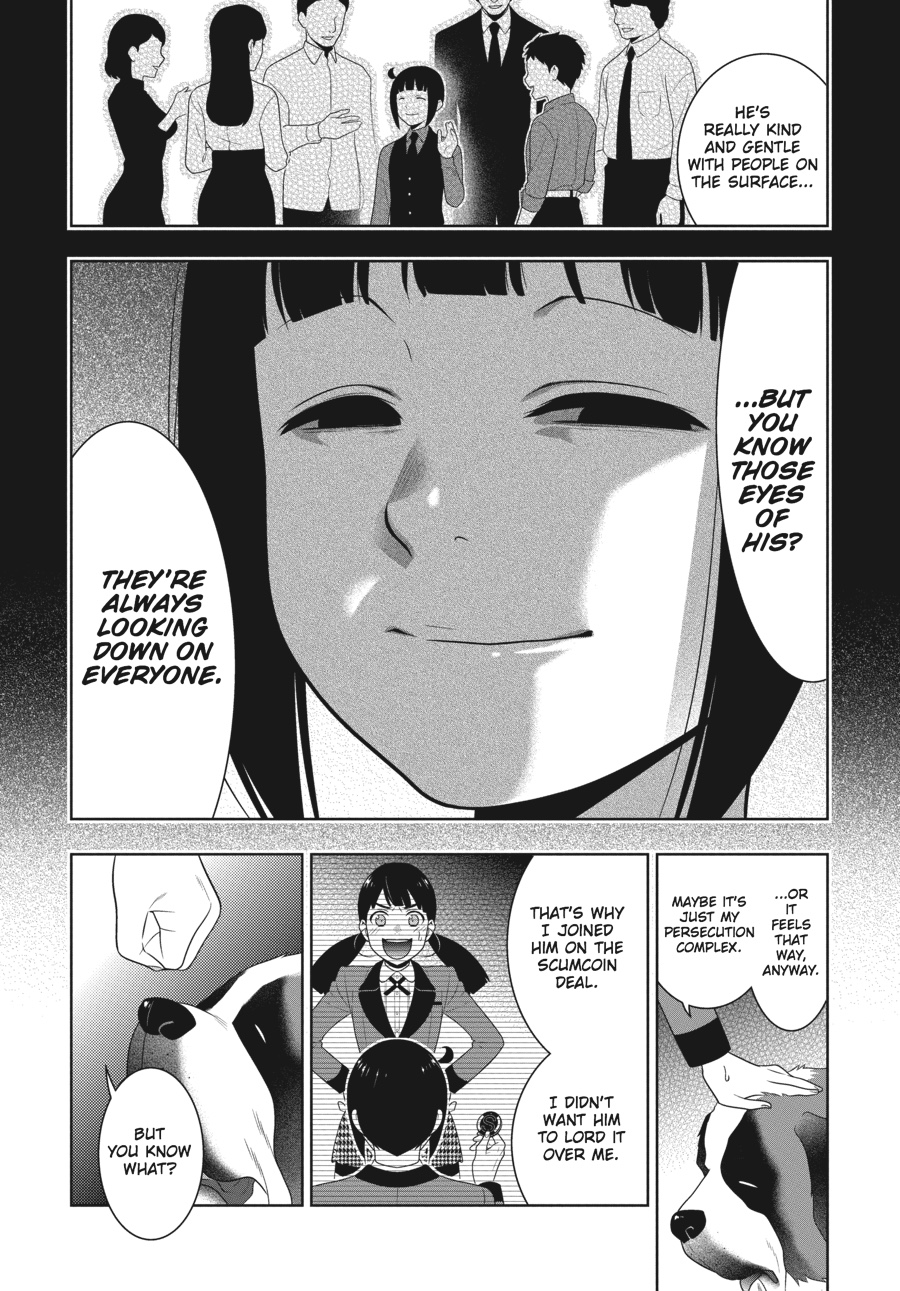 HE'S
REALLY KIND
AND GENTLE
WITH PEOPLE ON
THE SURFACE...
...BUT
YOU
KNOW
THOSE
EYES
OF
HIS?
THEY'RE
ALWAYS
LOOKING
DOWN ON
EVERYONE.
...OR
IT
FEELS
THAT
WAY,
ANYWAY.
MAYBE IT'S
JUST MY
PERSECUTION
COMPLEX.
THAT'S WHY
I JOINED
HIM ON THE
SCUMCOIN
DEAL.
I DIDN'T
WANT HIM
TO LORD IT
OVER ME.
BUT
YOU KNOW
WHAT?